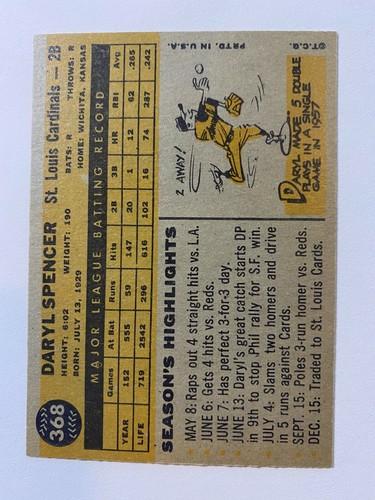 368
DARYL SPENCER St. Louis Cardinals — 2B
HEIGHT: 6:02 WEIGHT: 190 BATS: R THROWS: R
BORN: JULY 13, 1929 HOME: WICHITA, KANSAS
MAJOR LEAGUE BATTING RECORD
Games At Bat Runs Hits 2B 3B HR RBI Avg
YEAR 152 555 59 147 20 1 12 62 .265
LIFE 719 2542 296 616 102 16 74 287 .242
SEASON'S HIGHLIGHTS
MAY 8: Raps out 4 straight hits vs. L.A.
JUNE 6: Gets 4 hits vs. Reds.
JUNE 7: Has perfect 3-for-3 day.
JUNE 13: Daryl's great catch starts DP
in 9th to stop Phil rally for S.F. win.
JULY 4: Slams two homers and drive
in 5 runs against Cards.
SEPT. 15: Poles 3-run homer vs. Reds.
DEC. 15: Traded to St. Louis Cards.
2 AWAY!
DARYL MADE 5 DOUBLE
PLAYS IN A SINGLE
GAME IN 1957
©T.C.G. PRTD. IN U.S.A.